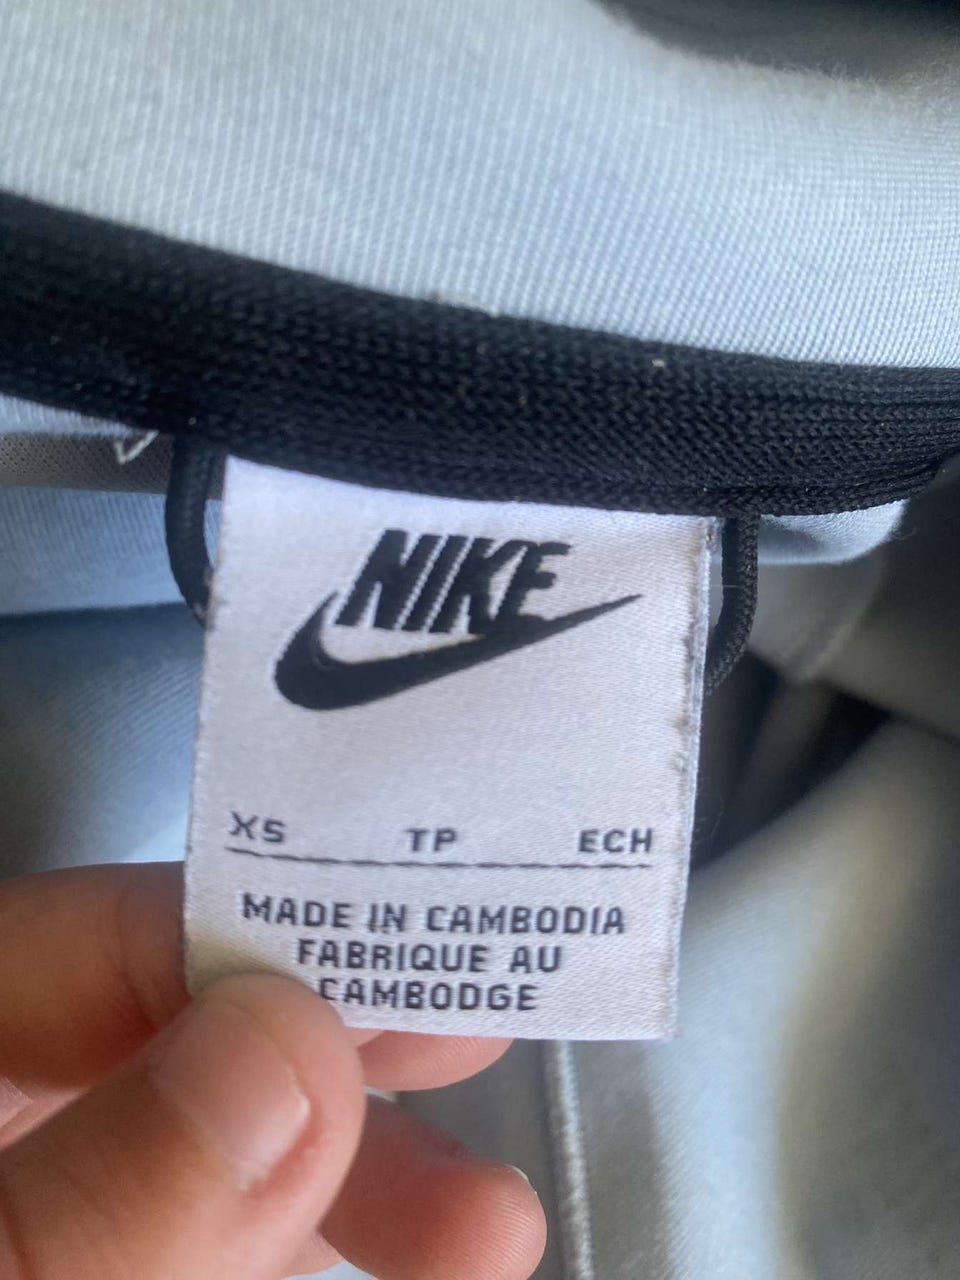 NIKE
XS TP ECH
MADE IN CAMBODIA
FABRIQUE AU
CAMBODGE